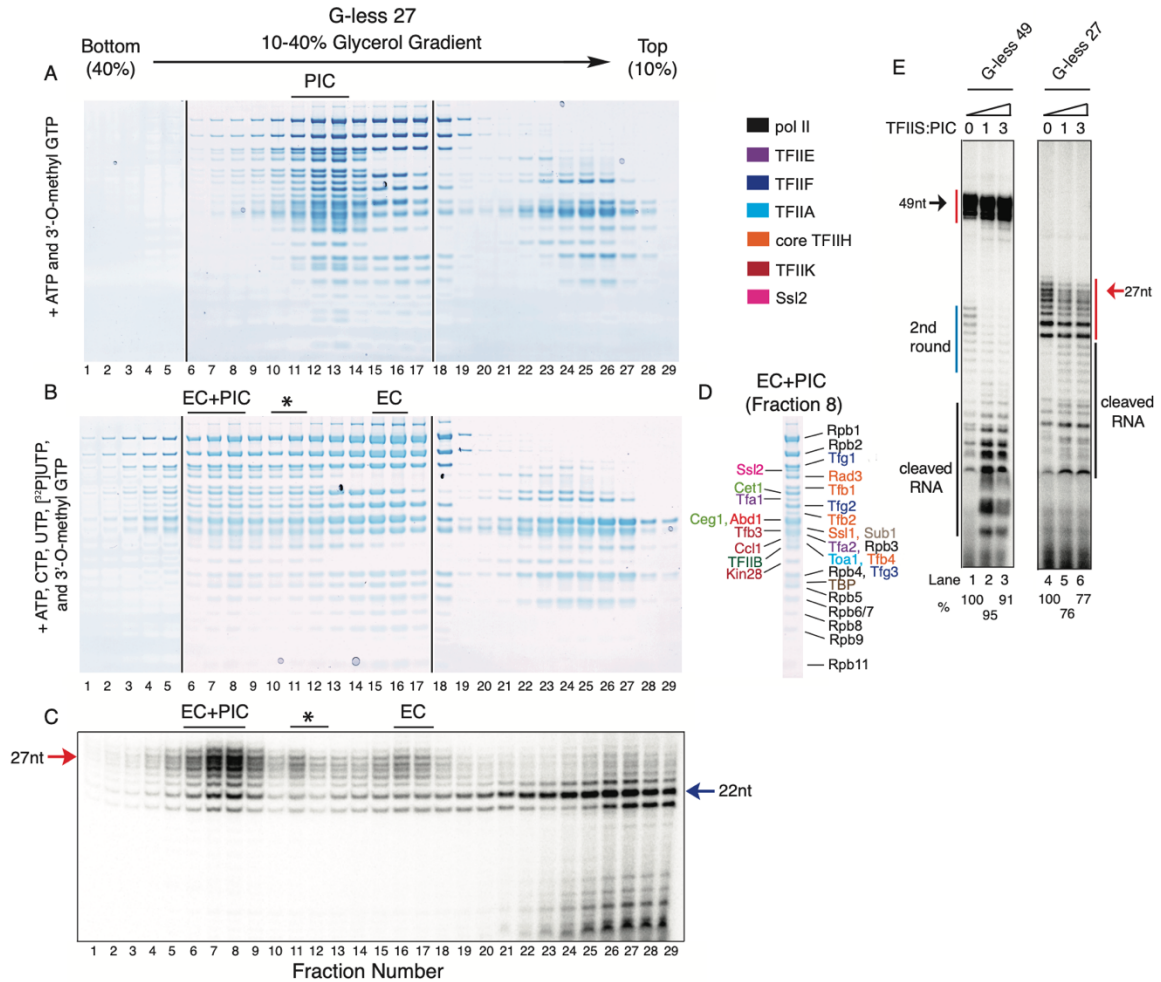 G-less 27
10-40% Glycerol Gradient
Bottom
(40%)
Top
(10%)
A
PIC
+ ATP and 3'-O-methyl GTP
1 2 3 4 5 6 7 8 9 10 11 12 13 14 15 16 17 18 19 20 21 22 23 24 25 26 27 28 29
B
EC+PIC
*
EC
+ ATP, CTP, UTP, [³²P]UTP,
and 3'-O-methyl GTP
1 2 3 4 5 6 7 8 9 10 11 12 13 14 15 16 17 18 19 20 21 22 23 24 25 26 27 28 29
C
EC+PIC
*
EC
27nt
22nt
1 2 3 4 5 6 7 8 9 10 11 12 13 14 15 16 17 18 19 20 21 22 23 24 25 26 27 28 29
Fraction Number
pol II
TFIIE
TFIIF
TFIIA
core TFIIH
TFIIK
Ssl2
D
EC+PIC
(Fraction 8)
Ssl2
Cet1
Tfa1
Ceg1, Abd1
Tfb3
Ccl1
TFIIB
Kin28
Rpb1
Rpb2
Tfg1
Rad3
Tfb1
Tfg2
Tfb2
Ssl1, Sub1
Tfa2, Rpb3
Toa1, Tfb4
Rpb4, Tfg3
TBP
Rpb5
Rpb6/7
Rpb8
Rpb9
Rpb11
E
G-less 49
G-less 27
TFIIS:PIC 0 1 3 0 1 3
49nt
2nd
round
cleaved
RNA
27nt
cleaved
RNA
Lane 1 2 3 4 5 6
% 100 95 91 100 76 77